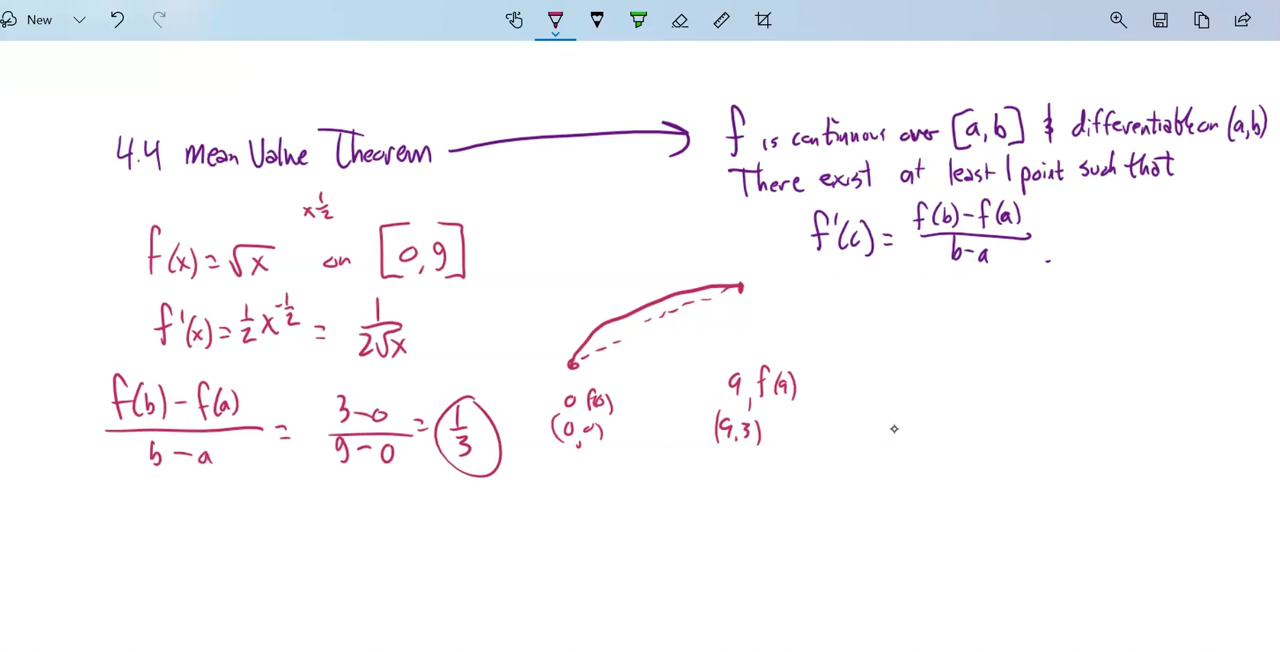 New
4.4 Mean Value Theorem
f is continuous over [a,b] & differentiable on (a,b)
There exist at least 1 point such that
f'(c) = f(b)-f(a) / b-a .
x^1/2
f(x) = √x on [0,9]
f'(x) = 1/2 x^-1/2 = 1/2√x
f(b) - f(a) / b - a = 3-0 / 9-0 = 1/3
0 f(0)
(0,0)
9, f(9)
(9,3)